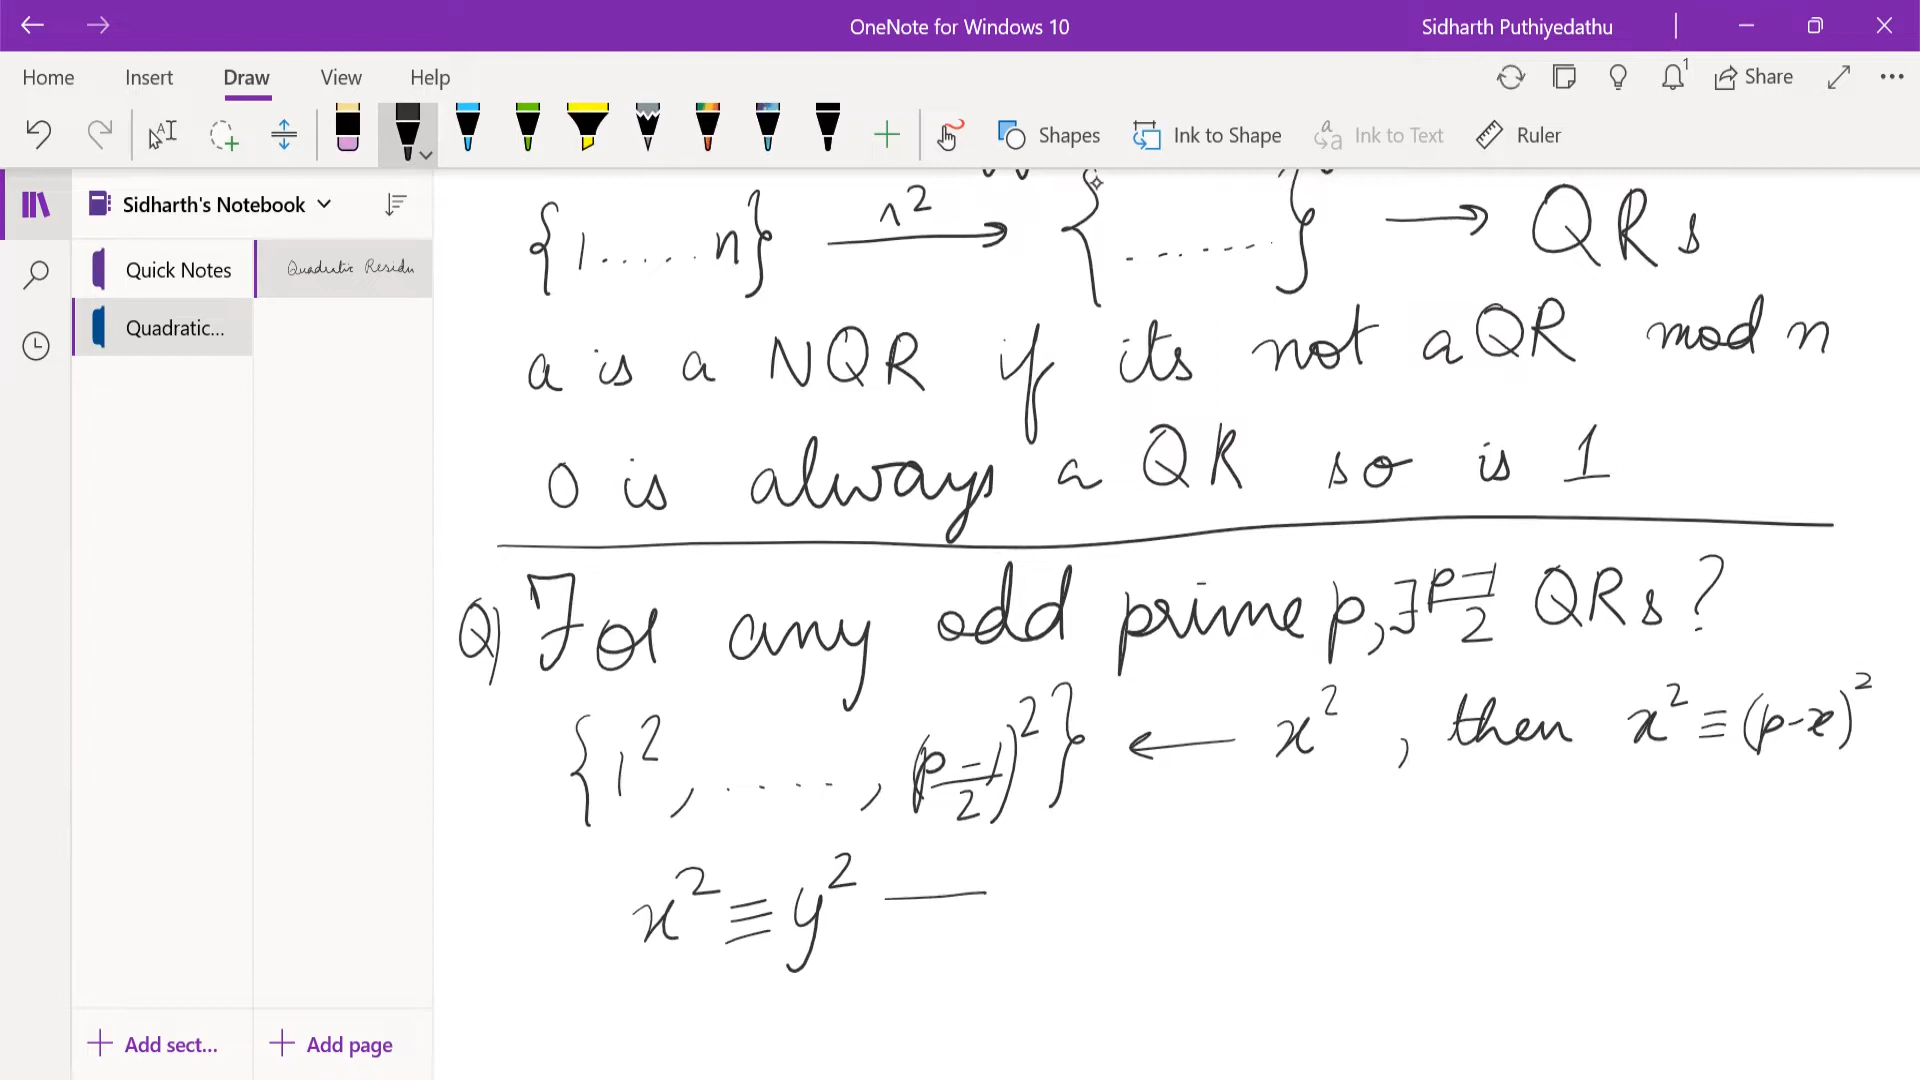 OneNote for Windows 10
Sidharth Puthiyedathu
Home Insert Draw View Help
1 Share
Shapes Ink to Shape Ink to Text Ruler
Sidharth's Notebook
Quick Notes
Quadratic...
Quadratic Residu
{1.....n} → {.......} → QRs
a is a NQR if its not a QR mod n
0 is always a QR so is 1
Q) For any odd prime p, ∃ (p-1)/2 QRs?
{1², ....., ((p-1)/2)²} ← x², then x² ≡ (p-x)²
x² ≡ y² —
Add sect...
Add page